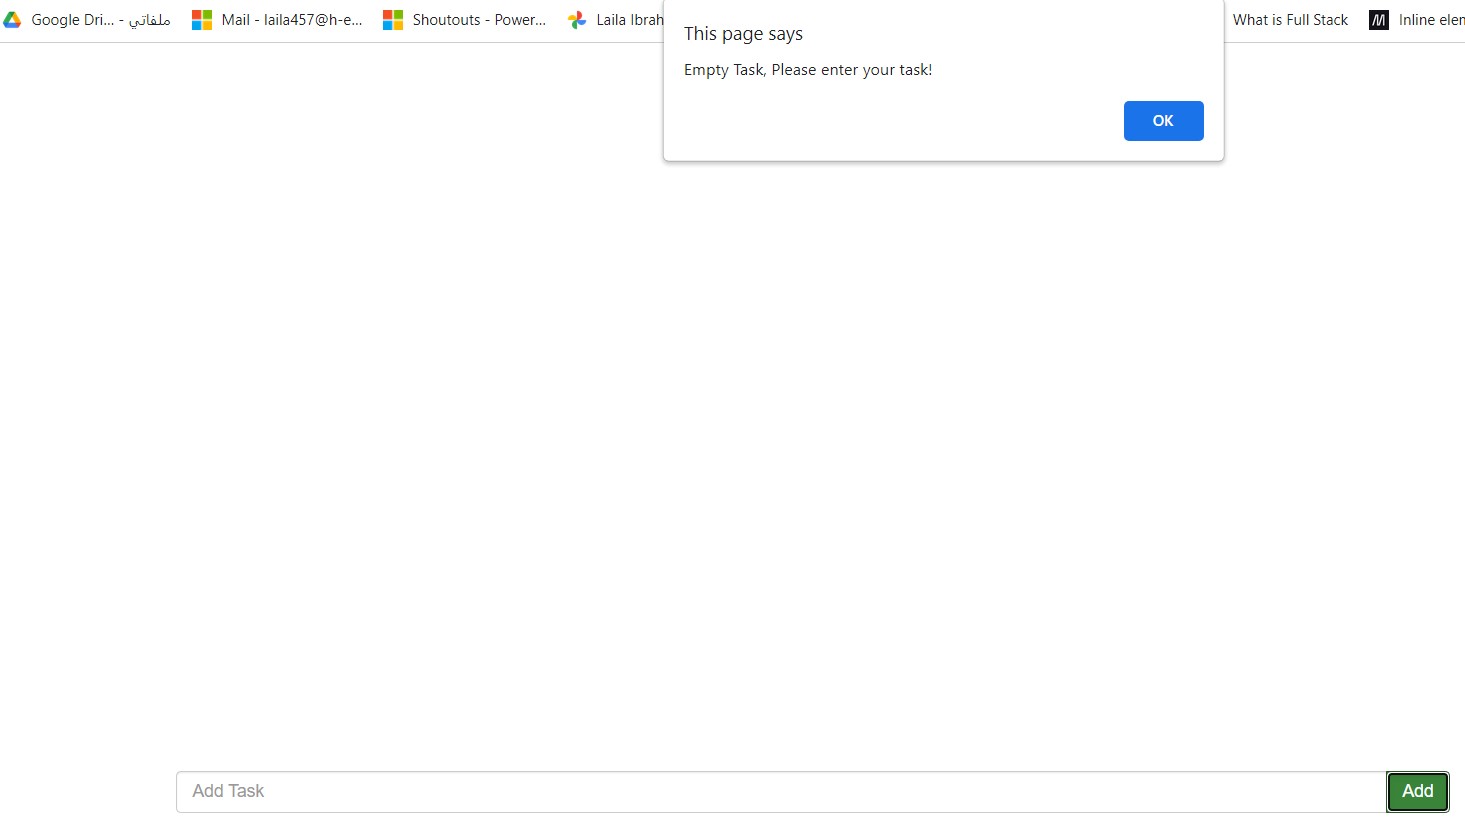 Google Dri... - ملفاتي
Mail - laila457@h-e...
Shoutouts - Power...
Laila Ibrah
What is Full Stack
Inline elem
This page says
Empty Task, Please enter your task!
OK
Add Task
Add